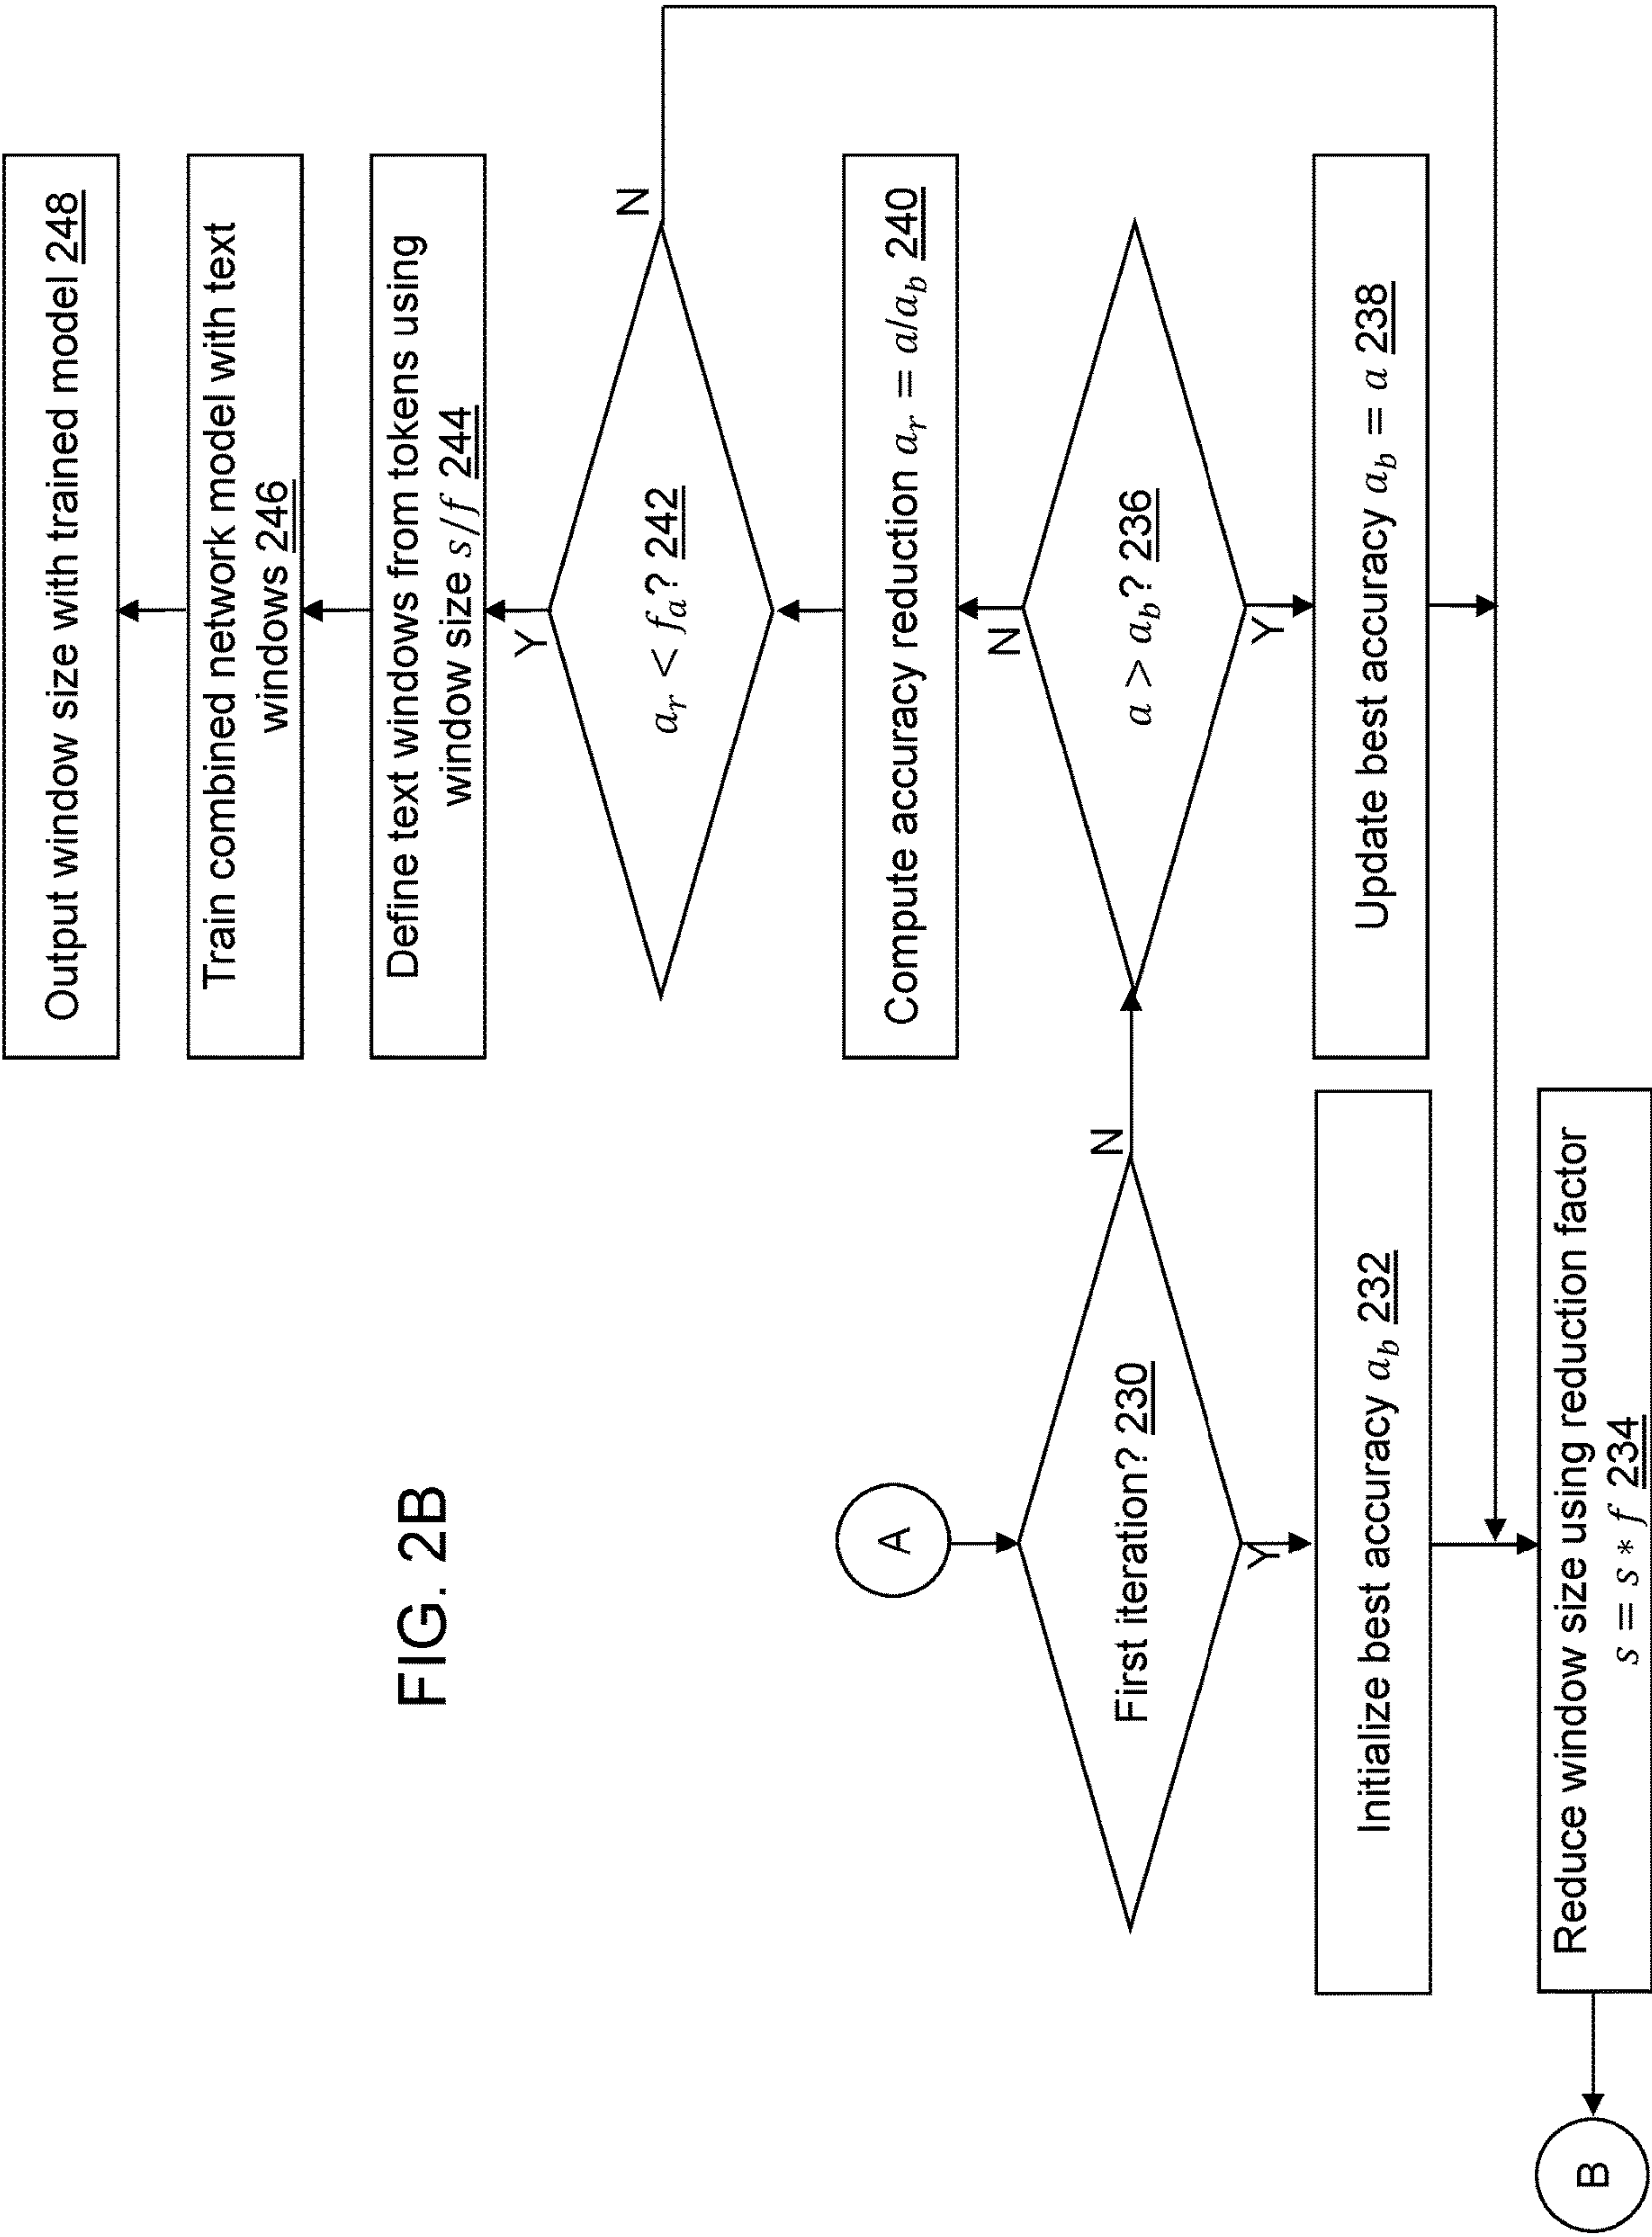 FIG. 2B
A
First iteration? 230
Y
N
Initialize best accuracy a_b 232
Reduce window size using reduction factor
s = s * f 234
B
a > a_b? 236
Y
N
Update best accuracy a_b = a 238
Compute accuracy reduction a_r = a/a_b 240
a_r < f_a? 242
Y
N
Define text windows from tokens using
window size s/f 244
Train combined network model with text
windows 246
Output window size with trained model 248